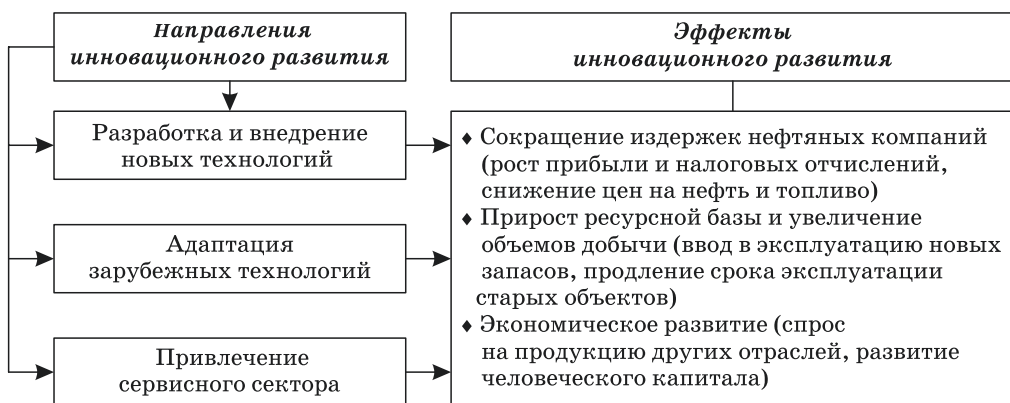 Направления
инновационного развития
Эффекты
инновационного развития
Разработка и внедрение
новых технологий
Адаптация
зарубежных технологий
Привлечение
сервисного сектора
♦ Сокращение издержек нефтяных компаний
(рост прибыли и налоговых отчислений,
снижение цен на нефть и топливо)
♦ Прирост ресурсной базы и увеличение
объемов добычи (ввод в эксплуатацию новых
запасов, продление срока эксплуатации
старых объектов)
♦ Экономическое развитие (спрос
на продукцию других отраслей, развитие
человеческого капитала)